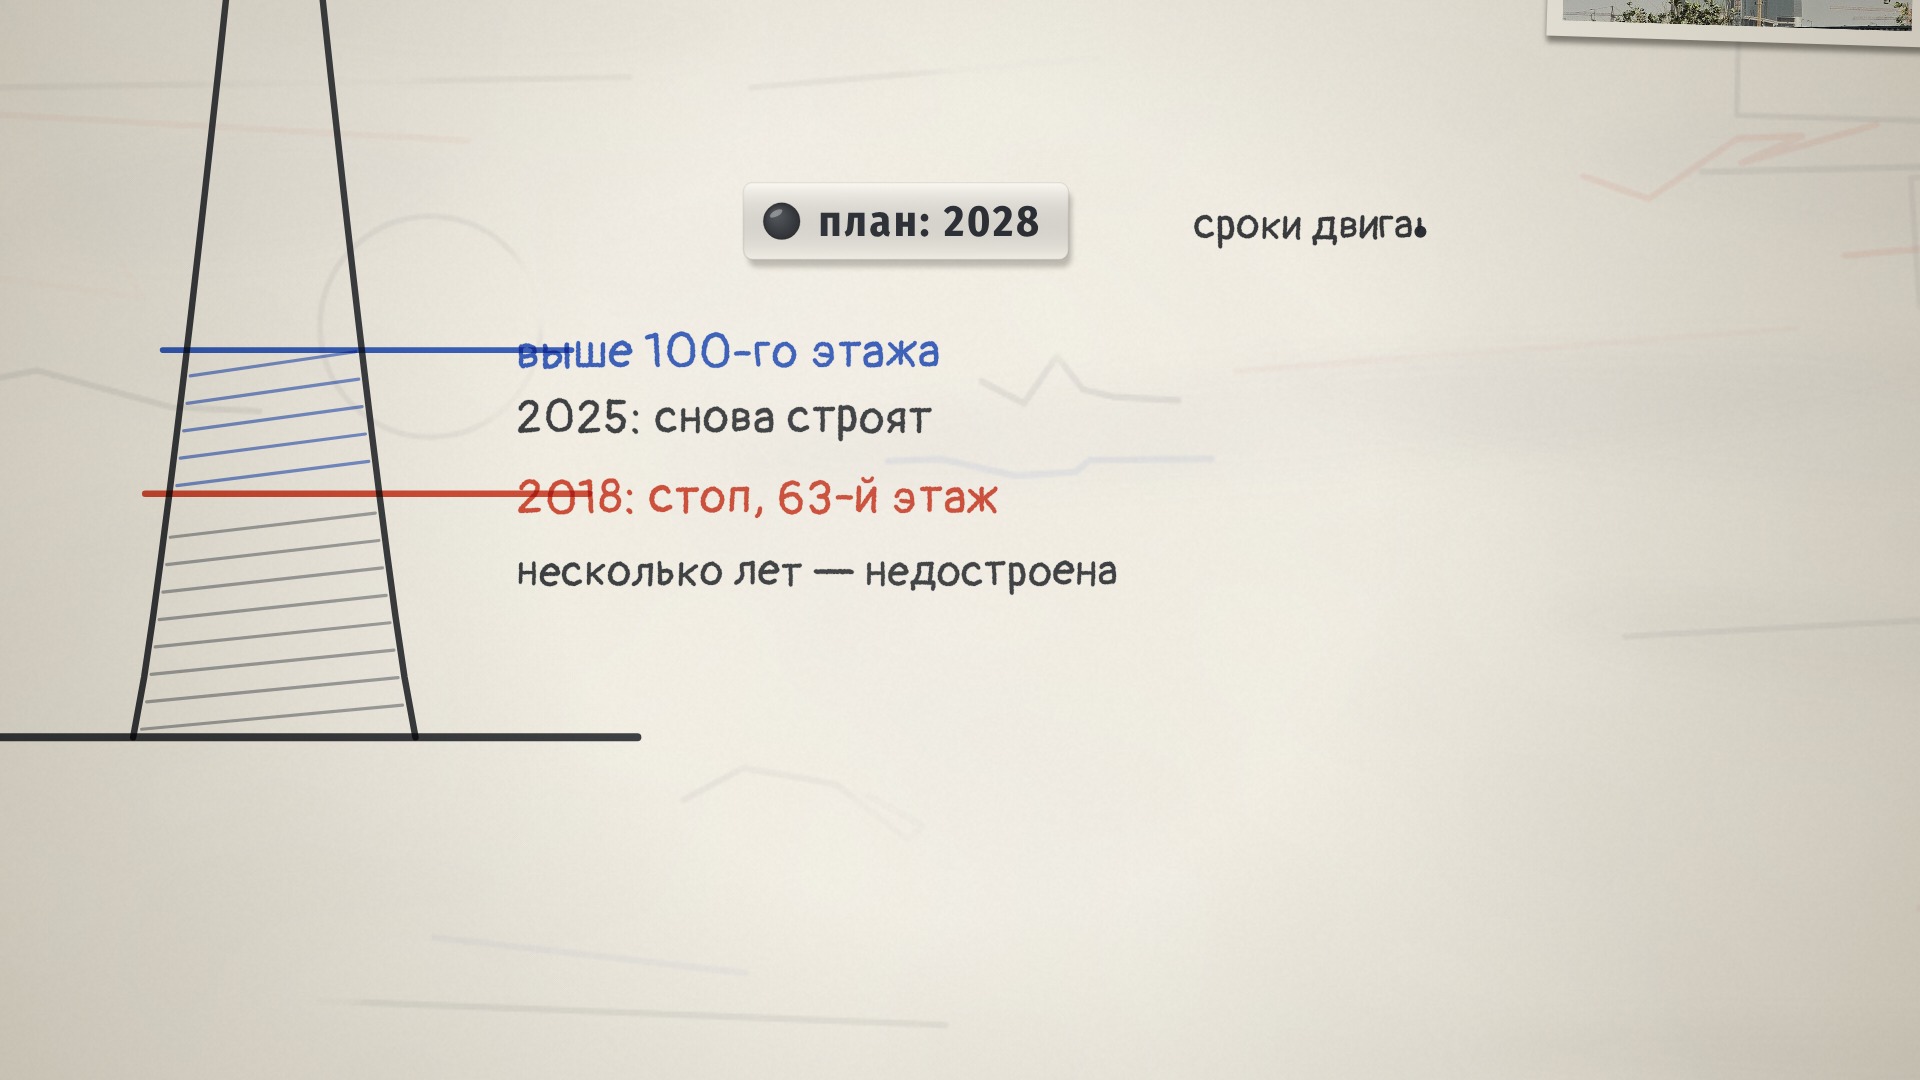 план: 2028
сроки двига
выше 100-го этажа
2025: снова строят
2018: стоп, 63-й этаж
несколько лет — недостроена